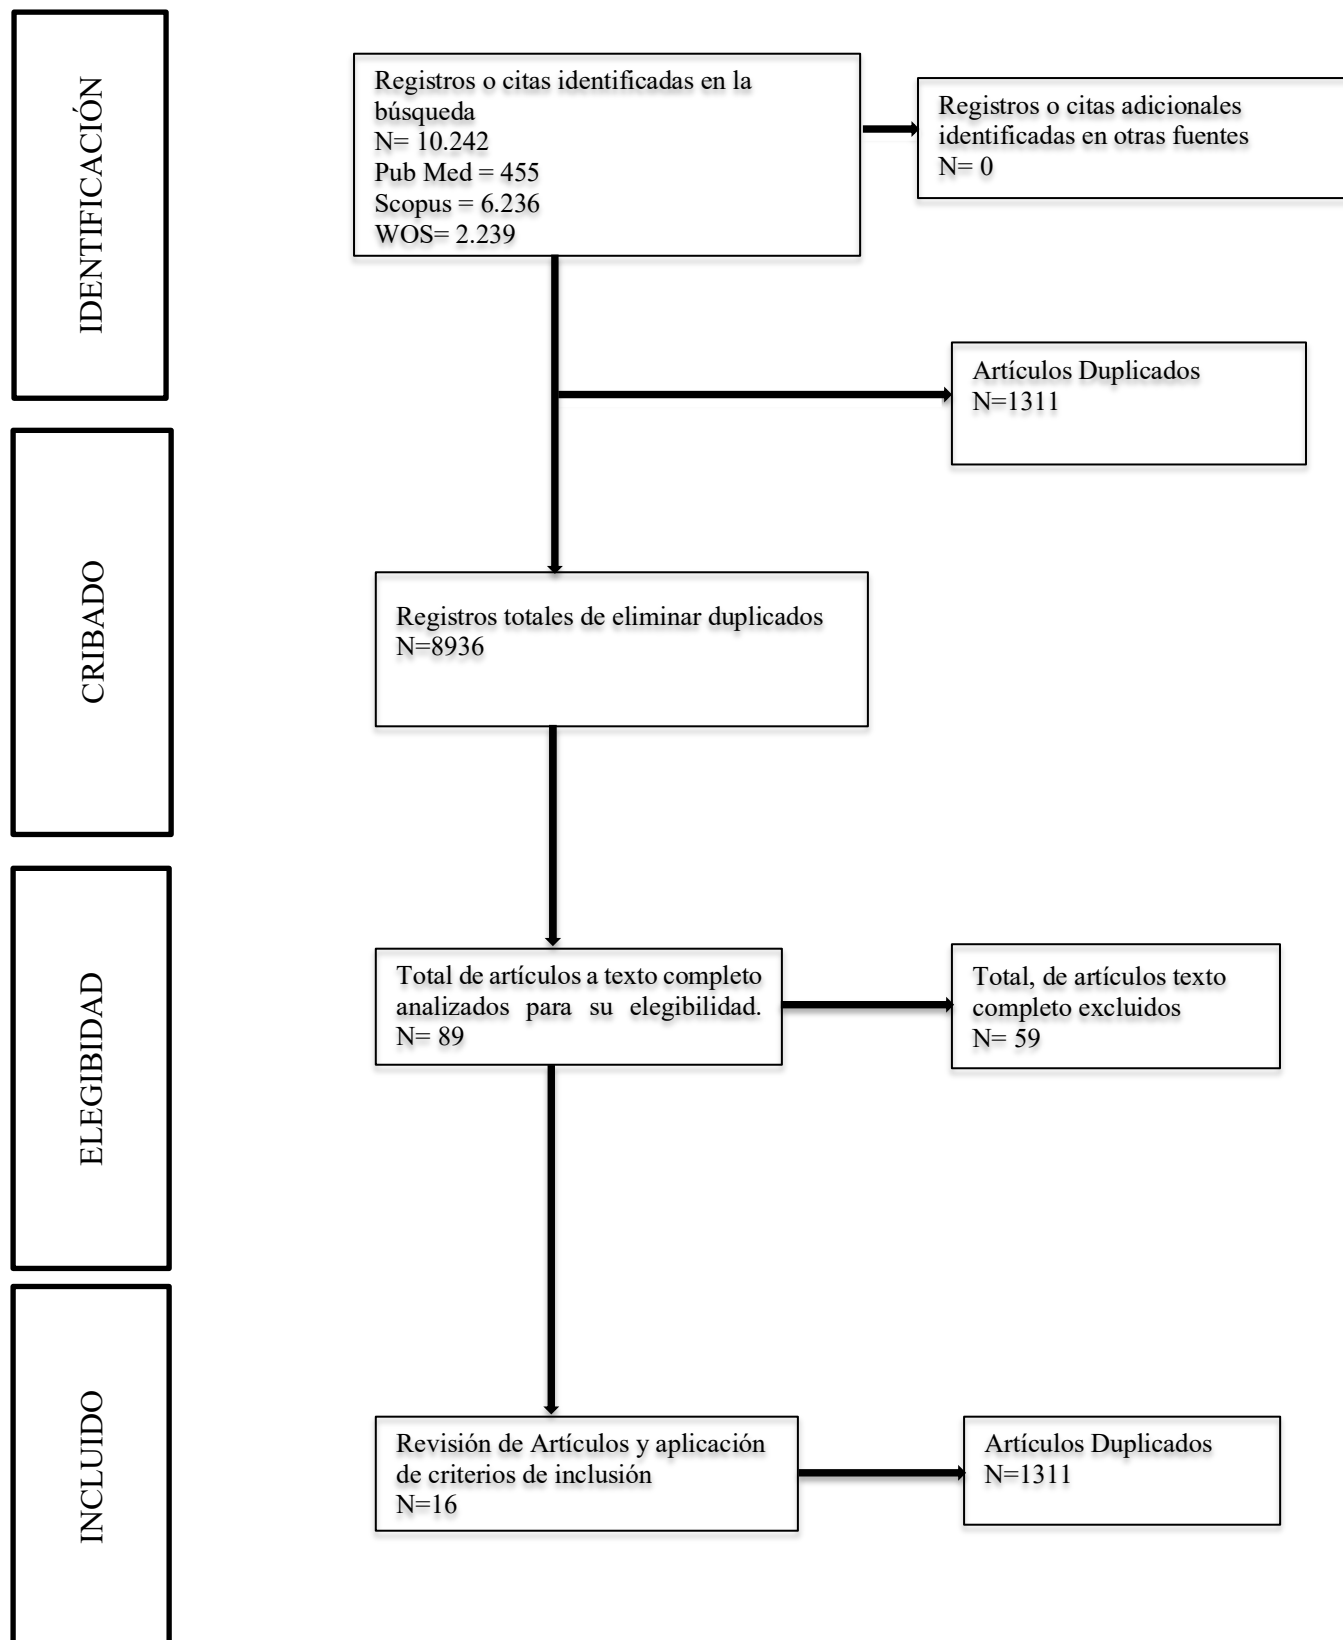 IDENTIFICACIÓN
Registros o citas identificadas en la
búsqueda
N= 10.242
Pub Med = 455
Scopus = 6.236
WOS= 2.239
Registros o citas adicionales
identificadas en otras fuentes
N= 0
Artículos Duplicados
N=1311
CRIBADO
Registros totales de eliminar duplicados
N=8936
ELEGIBIDAD
Total de artículos a texto completo
analizados para su elegibilidad.
N= 89
Total, de artículos texto
completo excluidos
N= 59
INCLUIDO
Revisión de Artículos y aplicación
de criterios de inclusión
N=16
Artículos Duplicados
N=1311